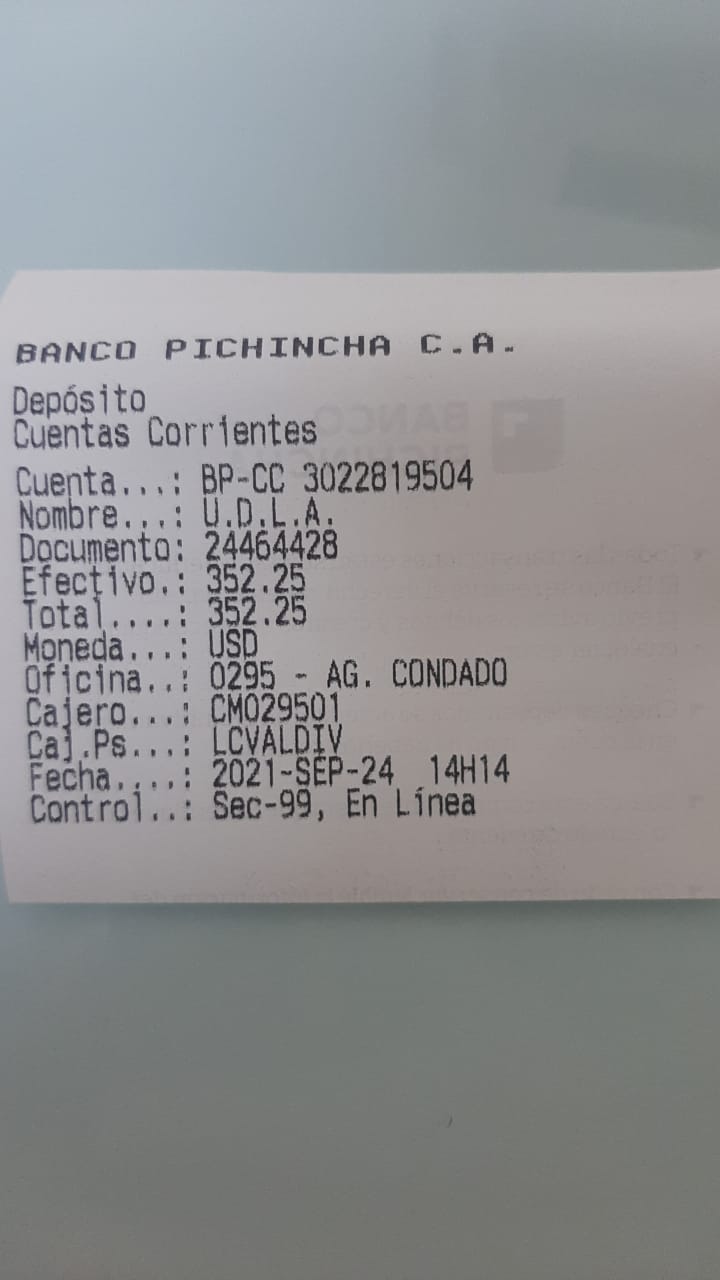 BANCO PICHINCHA C.A.
Depósito
Cuentas Corrientes
Cuenta...: BP-CC 3022819504
Nombre...: U.D.L.A.
Documento: 24464428
Efectivo.: 352.25
Total....: 352.25
Moneda...: USD
Oficina..: 0295 - AG. CONDADO
Cajero...: CM029501
Caj.Ps...: LCVALDIV
Fecha....: 2021-SEP-24 14H14
Control..: Sec-99, En Línea